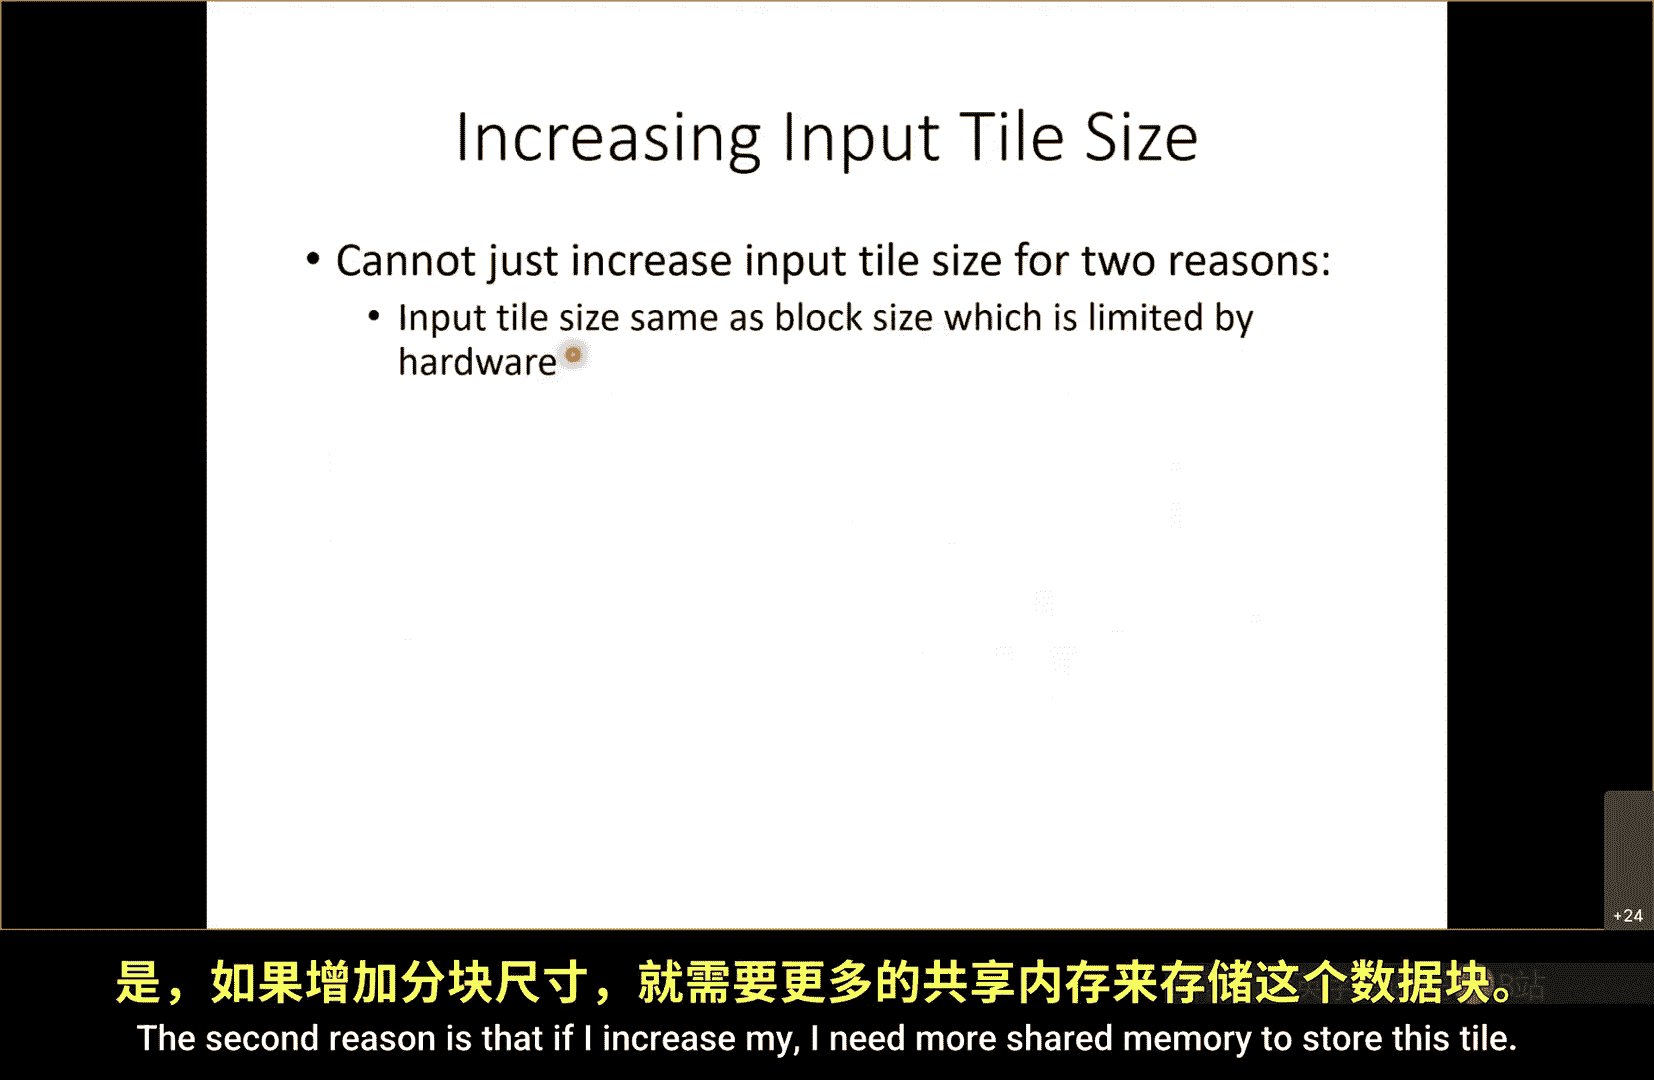 Increasing Input Tile Size
• Cannot just increase input tile size for two reasons:
• Input tile size same as block size which is limited by
hardware
+24
是，如果增加分块尺寸，就需要更多的共享内存来存储这个数据块。
The second reason is that if I increase my, I need more shared memory to store this tile.